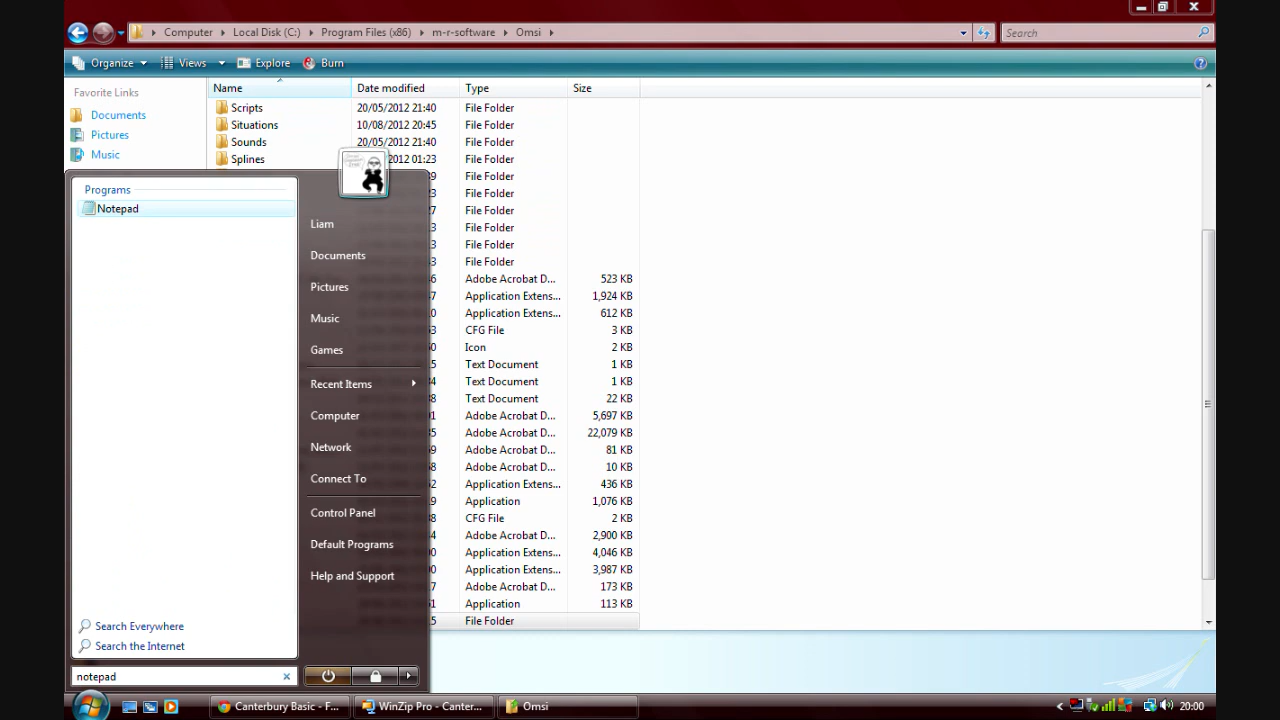 Computer Local Disk (C:) Program Files (x86) m-r-software Omsi
Search
Organize Views Explore Burn
Favorite Links
Documents
Pictures
Music
Name Date modified Type Size
Scripts 20/05/2012 21:40 File Folder
Situations 10/08/2012 20:45 File Folder
Sounds 20/05/2012 21:40 File Folder
Splines 2012 01:23 File Folder
File Folder
File Folder
File Folder
File Folder
File Folder
File Folder
Adobe Acrobat D... 523 KB
Application Extens... 1,924 KB
Application Extens... 612 KB
CFG File 3 KB
Icon 2 KB
Text Document 1 KB
Text Document 1 KB
Text Document 22 KB
Adobe Acrobat D... 5,697 KB
Adobe Acrobat D... 22,079 KB
Adobe Acrobat D... 81 KB
Adobe Acrobat D... 10 KB
Application Extens... 436 KB
Application 1,076 KB
CFG File 2 KB
Adobe Acrobat D... 2,900 KB
Application Extens... 4,046 KB
Application Extens... 3,987 KB
Adobe Acrobat D... 173 KB
Application 113 KB
File Folder
Programs
Notepad
Search Everywhere
Search the Internet
notepad
Liam
Documents
Pictures
Music
Games
Recent Items
Computer
Network
Connect To
Control Panel
Default Programs
Help and Support
Canterbury Basic - F...
WinZip Pro - Canter...
Omsi
20:00